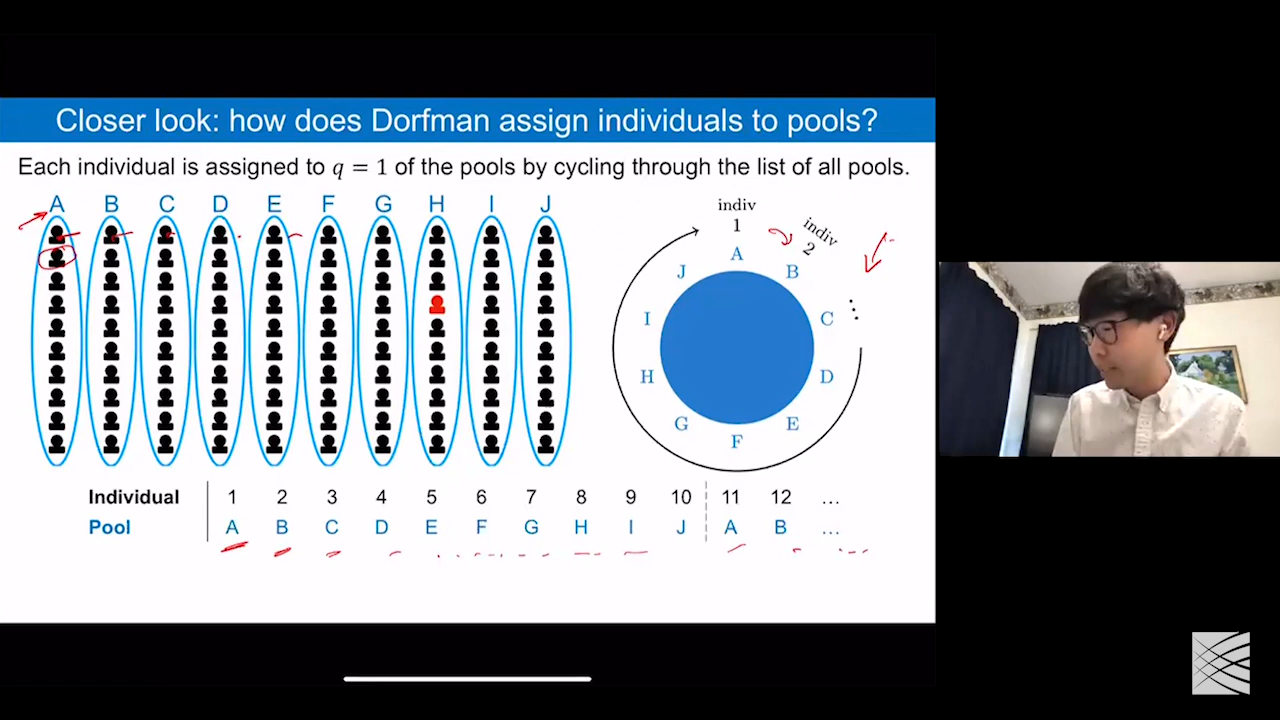 Closer look: how does Dorfman assign individuals to pools?
Each individual is assigned to q = 1 of the pools by cycling through the list of all pools.
A B C D E F G H I J
indiv
1
indiv
2
A
B
C
D
E
F
G
H
I
J
⋮
Individual 1 2 3 4 5 6 7 8 9 10 11 12 ...
Pool A B C D E F G H I J A B ...